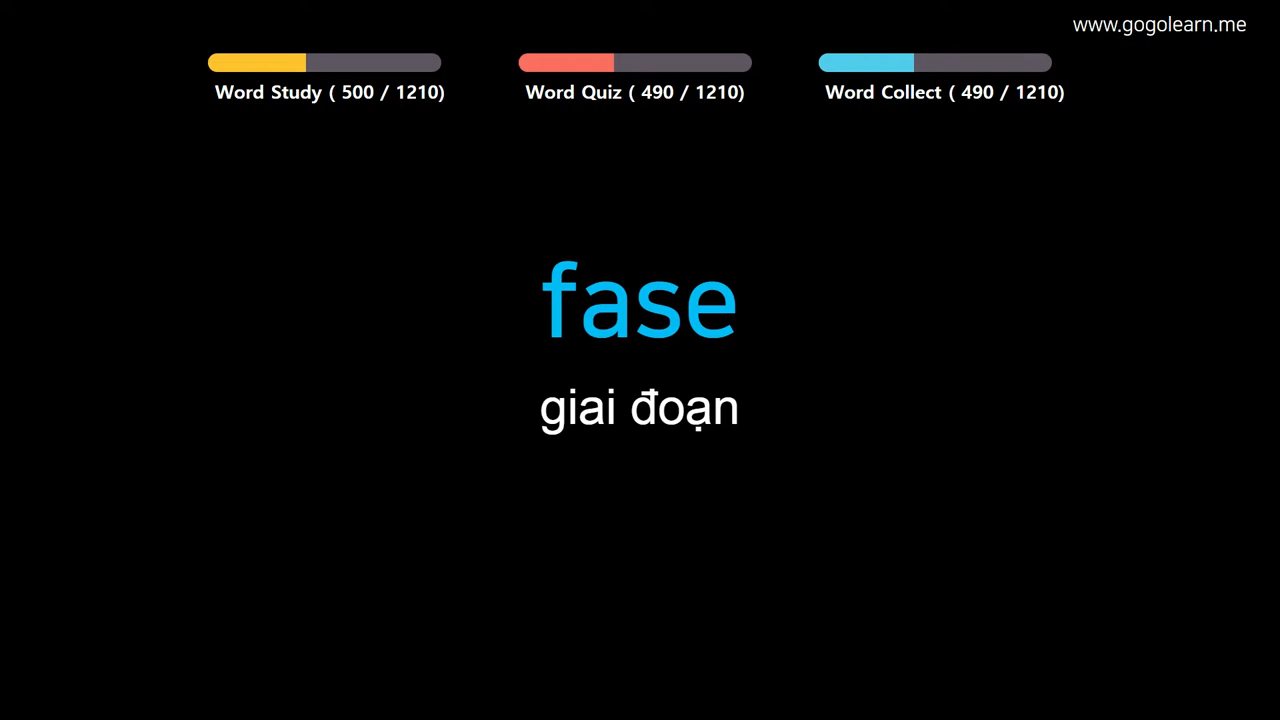 www.gogolearn.me
Word Study ( 500 / 1210)
Word Quiz ( 490 / 1210)
Word Collect ( 490 / 1210)
fase
giai đoạn